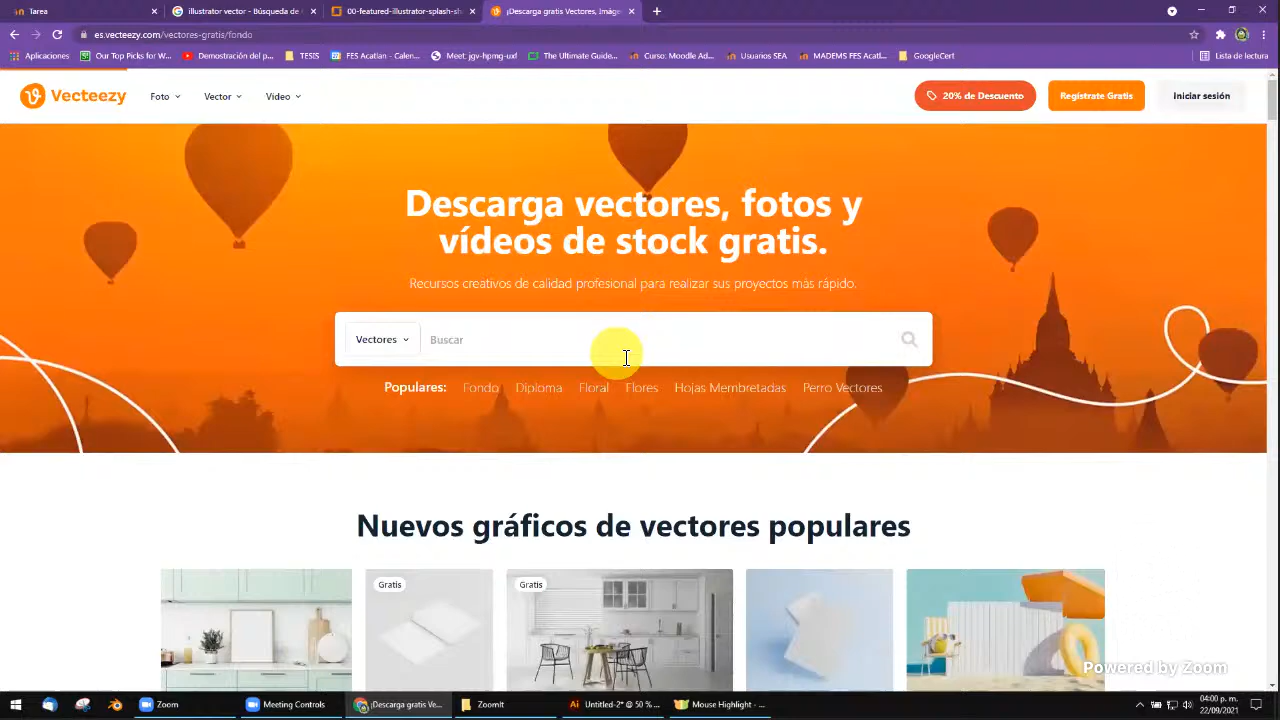 Tarea
illustrator vector - Búsqueda de
00-featured-illustrator-splash-sh
¡Descarga gratis Vectores, Imáge
es.vecteezy.com/vectores-gratis/fondo
Aplicaciones
Our Top Picks for W...
Demostración del p...
TESIS
FES Acatlan - Calen...
Meet: jgv-hpmg-uxf
The Ultimate Guide...
Curso: Moodle Ad...
Usuarios SEA
MADEMS FES Acatl...
GoogleCert
Lista de lectura
Vecteezy
Foto
Vector
Video
20% de Descuento
Regístrate Gratis
Iniciar sesión
Descarga vectores, fotos y
vídeos de stock gratis.
Recursos creativos de calidad profesional para realizar sus proyectos más rápido.
Vectores
Buscar
Populares: Fondo Diploma Floral Flores Hojas Membretadas Perro Vectores
Nuevos gráficos de vectores populares
Gratis
Gratis
Powered by Zoom
Zoom
Meeting Controls
¡Descarga gratis Ve...
ZoomIt
Untitled-2* @ 50 % ...
Mouse Highlight - ...
04:00 p. m.
22/09/2021